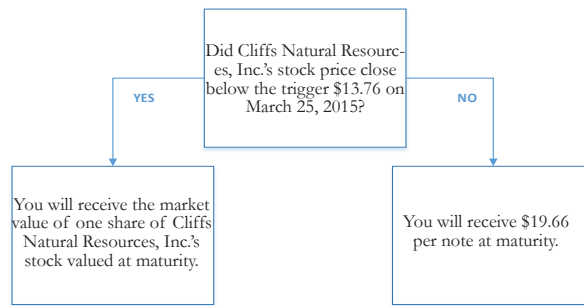 Did Cliffs Natural Resourc-
es, Inc.'s stock price close
below the trigger $13.76 on
March 25, 2015?
YES
NO
You will receive the market
value of one share of Cliffs
Natural Resources, Inc.'s
stock valued at maturity.
You will receive $19.66
per note at maturity.